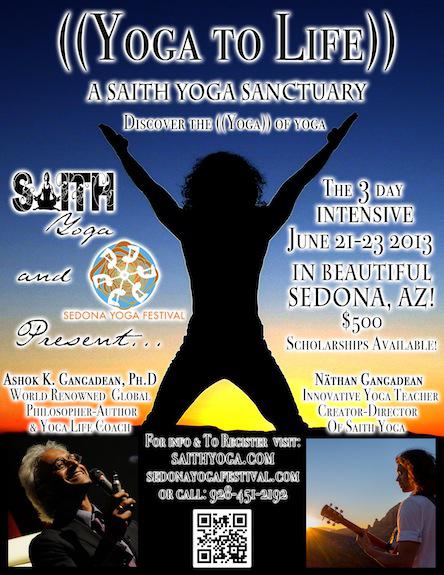 ((Yoga to Life))
A Saith Yoga Sanctuary
Discover the ((Yoga)) of yoga
SAITH
Yoga
and
SEDONA YOGA FESTIVAL
Present...
The 3 day
intensive
June 21-23 2013
in beautiful
Sedona, AZ!
$500
Scholarships Available!
Ashok K. Gangadean, Ph.D
World Renowned Global
Philosopher-Author
& Yoga Life Coach
Näthan Gangadean
Innovative Yoga Teacher
Creator-Director
Of Saith Yoga
For info & To Register visit:
saithyoga.com
sedonayogafestival.com
or call: 928-451-2192